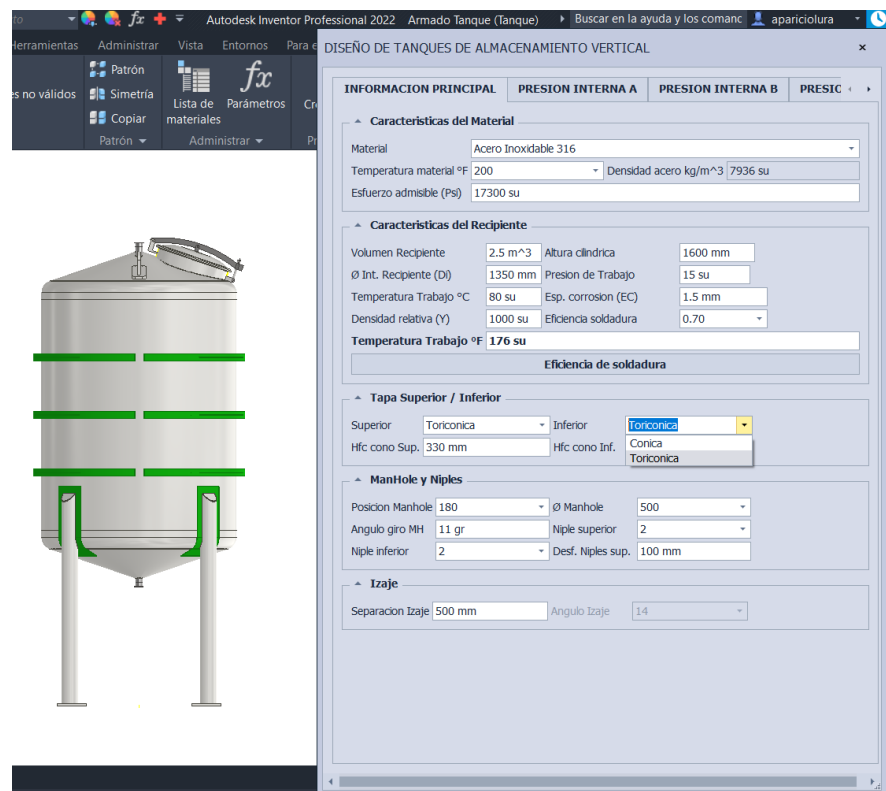 to Autodesk Inventor Professional 2022 Armado Tanque (Tanque) Buscar en la ayuda y los comanc apariciolura
Herramientas Administrar Vista Entornos Para e
Patrón
Simetría
Copiar
Patrón
es no válidos
Lista de materiales
fx
Parámetros
Administrar
Cr
Pr
DISEÑO DE TANQUES DE ALMACENAMIENTO VERTICAL
INFORMACION PRINCIPAL PRESION INTERNA A PRESION INTERNA B PRESIC
Caracteristicas del Material
Material Acero Inoxidable 316
Temperatura material ºF 200 Densidad acero kg/m^3 7936 su
Esfuerzo admisible (Psi) 17300 su
Caracteristicas del Recipiente
Volumen Recipiente 2.5 m^3 Altura cilindrica 1600 mm
Ø Int. Recipiente (Di) 1350 mm Presion de Trabajo 15 su
Temperatura Trabajo ºC 80 su Esp. corrosion (EC) 1.5 mm
Densidad relativa (Y) 1000 su Eficiencia soldadura 0.70
Temperatura Trabajo ºF 176 su
Eficiencia de soldadura
Tapa Superior / Inferior
Superior Toriconica Inferior Toriconica
Conica
Toriconica
Hfc cono Sup. 330 mm Hfc cono Inf.
ManHole y Niples
Posicion Manhole 180 Ø Manhole 500
Angulo giro MH 11 gr Niple superior 2
Niple inferior 2 Desf. Niples sup. 100 mm
Izaje
Separacion Izaje 500 mm Angulo Izaje 14